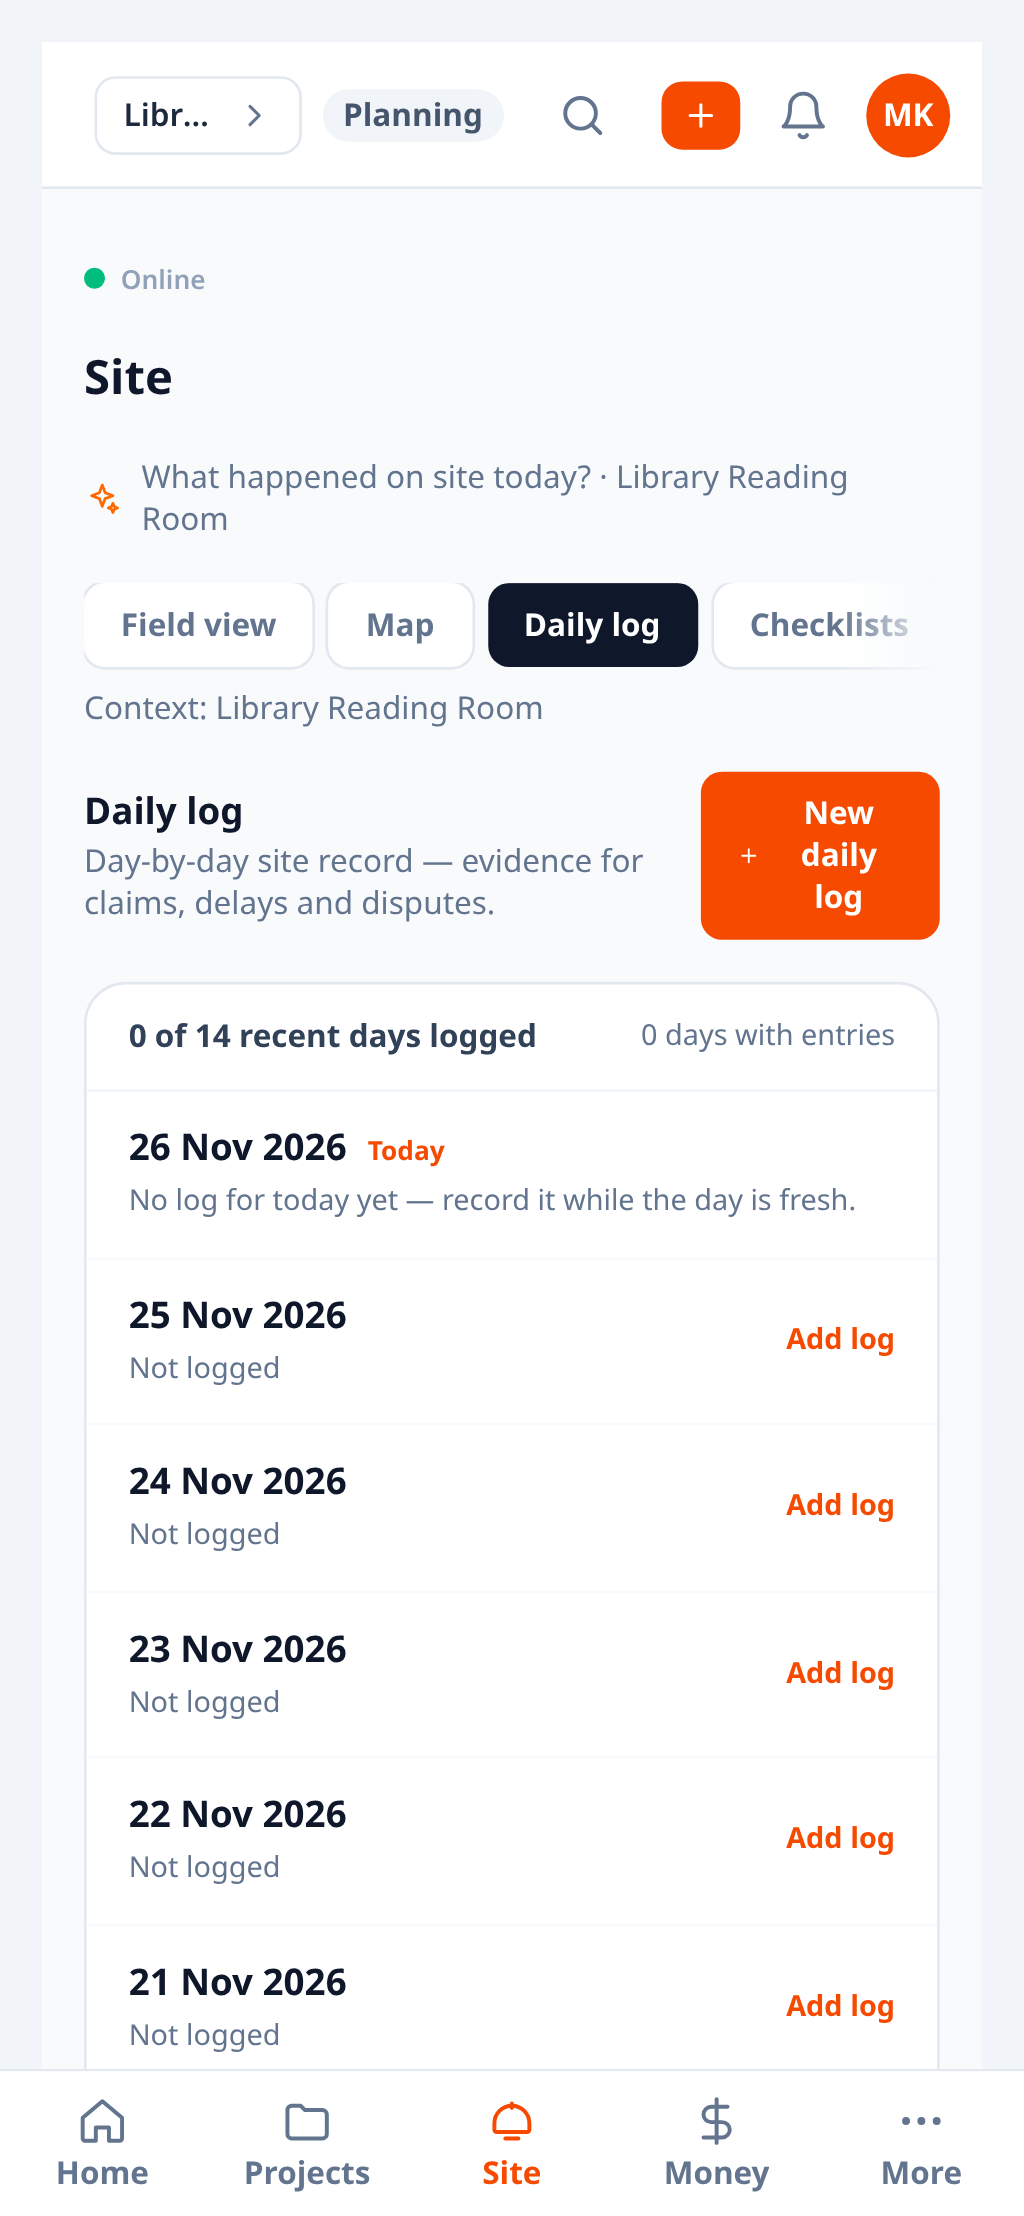 Libr...
Planning
MK
Online
Site
What happened on site today? · Library Reading
Room
Field view
Map
Daily log
Checklists
Context: Library Reading Room
Daily log
Day-by-day site record — evidence for
claims, delays and disputes.
+ New
daily
log
0 of 14 recent days logged
0 days with entries
26 Nov 2026 Today
No log for today yet — record it while the day is fresh.
25 Nov 2026
Not logged
Add log
24 Nov 2026
Not logged
Add log
23 Nov 2026
Not logged
Add log
22 Nov 2026
Not logged
Add log
21 Nov 2026
Not logged
Add log
Home
Projects
Site
Money
More